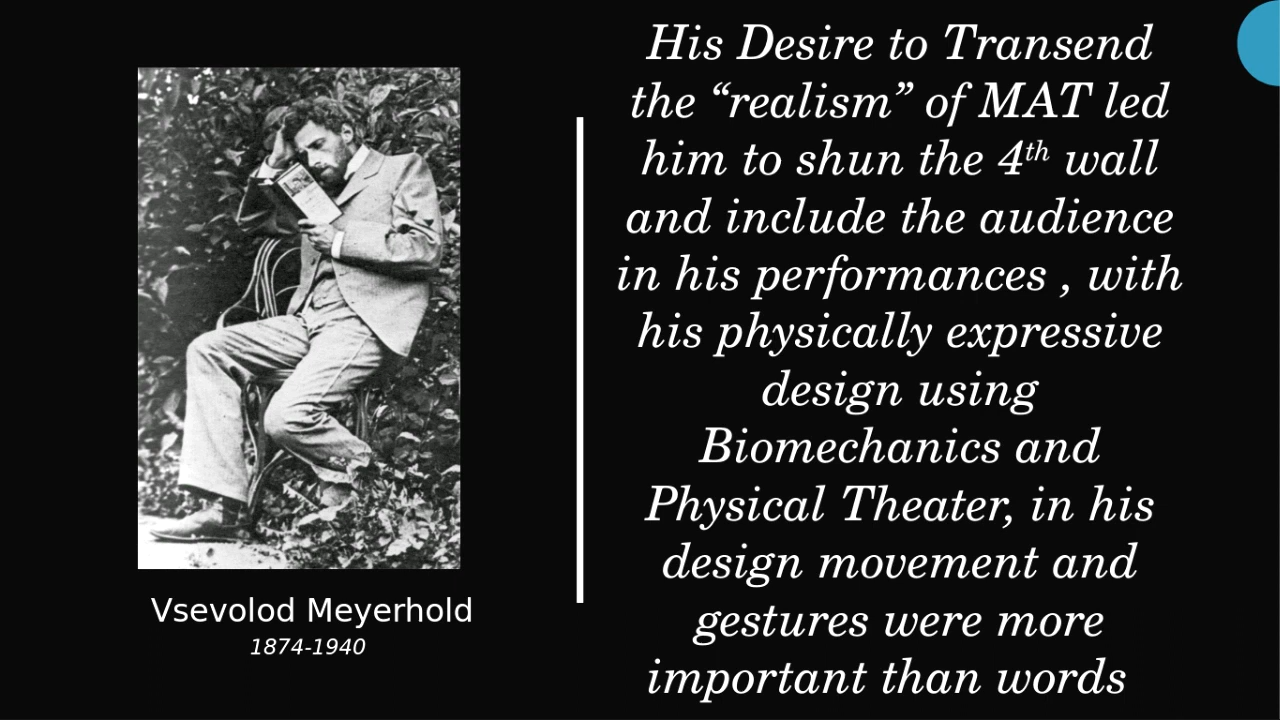 His Desire to Transend
the “realism” of MAT led
him to shun the 4th wall
and include the audience
in his performances , with
his physically expressive
design using
Biomechanics and
Physical Theater, in his
design movement and
gestures were more
important than words
Vsevolod Meyerhold
1874-1940